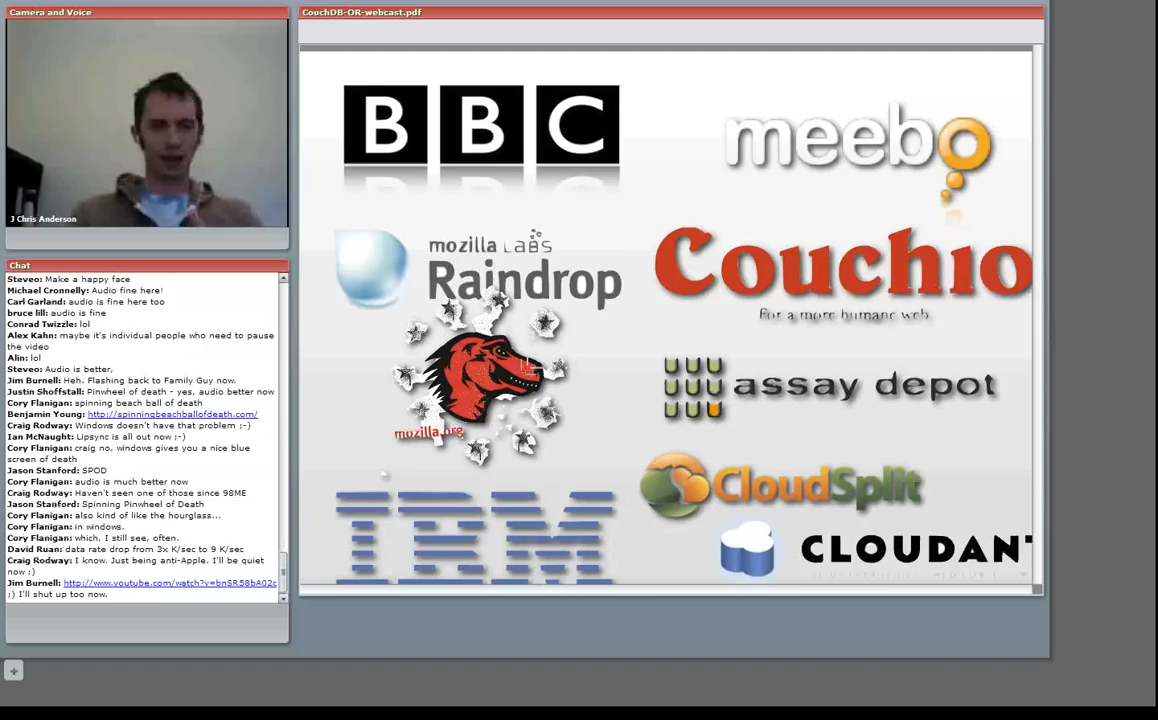 Camera and Voice
J Chris Anderson
Chat
Steveo: Make a happy face
Michael Cronnelly: Audio fine here!
Carl Garland: audio is fine here too
bruce lill: audio is fine
Conrad Twizzle: lol
Alex Kahn: maybe it's individual people who need to pause
the video
Alin: lol
Steveo: Audio is better,
Jim Burnell: Heh. Flashing back to Family Guy now.
Justin Shoffstall: Pinwheel of death - yes, audio better now
Cory Flanigan: spinning beach ball of death
Benjamin Young: http://spinningbeachballofdeath.com/
Craig Rodway: Windows doesn't have that problem ;-)
Ian McNaught: Lipsync is all out now ;-)
Cory Flanigan: craig no, windows gives you a nice blue
screen of death
Jason Stanford: SPOD
Cory Flanigan: audio is much better now
Craig Rodway: Haven't seen one of those since 98ME
Jason Stanford: Spinning Pinwheel of Death
Cory Flanigan: also kind of like the hourglass...
Cory Flanigan: in windows.
Cory Flanigan: which, I still see, often.
David Ruan: data rate drop from 3x K/sec to 9 K/sec
Craig Rodway: I know. Just being anti-Apple. I'll be quiet
now ;)
Jim Burnell: http://www.youtube.com/watch?v=bnSR58bA02c
;) I'll shut up too now.
CouchDB-OR-webcast.pdf
BBC
meebo
mozilla LABS
Raindrop
Couchio
For a more humane web
mozilla.org
assay depot
CloudSplit
IBM
CLOUDANT